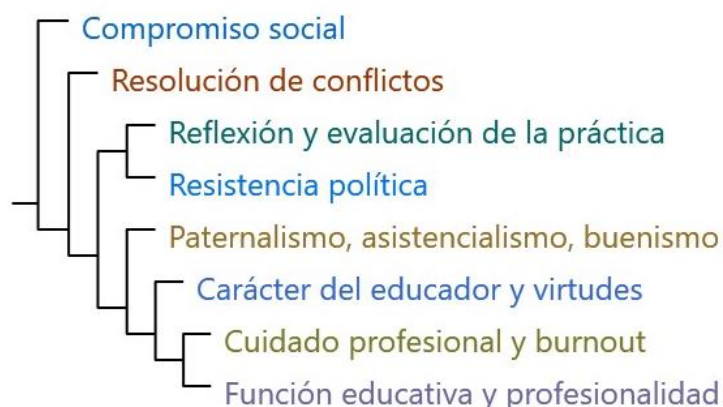 Compromiso social
Resolución de conflictos
Reflexión y evaluación de la práctica
Resistencia política
Paternalismo, asistencialismo, buenismo
Carácter del educador y virtudes
Cuidado profesional y burnout
Función educativa y profesionalidad